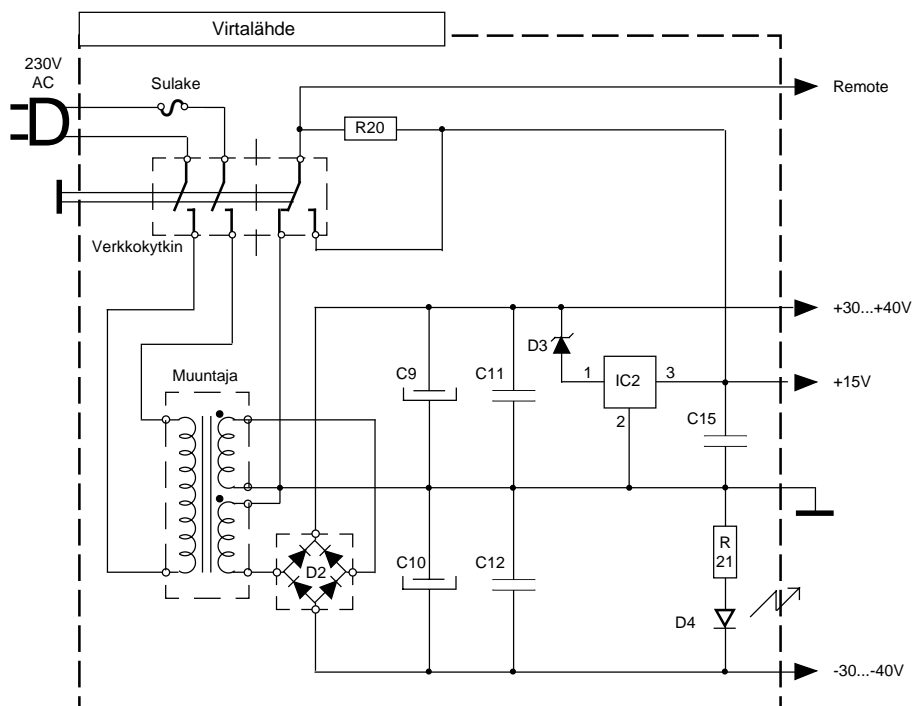 Virtalähde
230V
AC
Sulake
Remote
R20
Verkkokytkin
+30...+40V
D3
Muuntaja
C9
C11
1
IC2
3
+15V
2
C15
D2
C10
C12
R
21
D4
-30...-40V